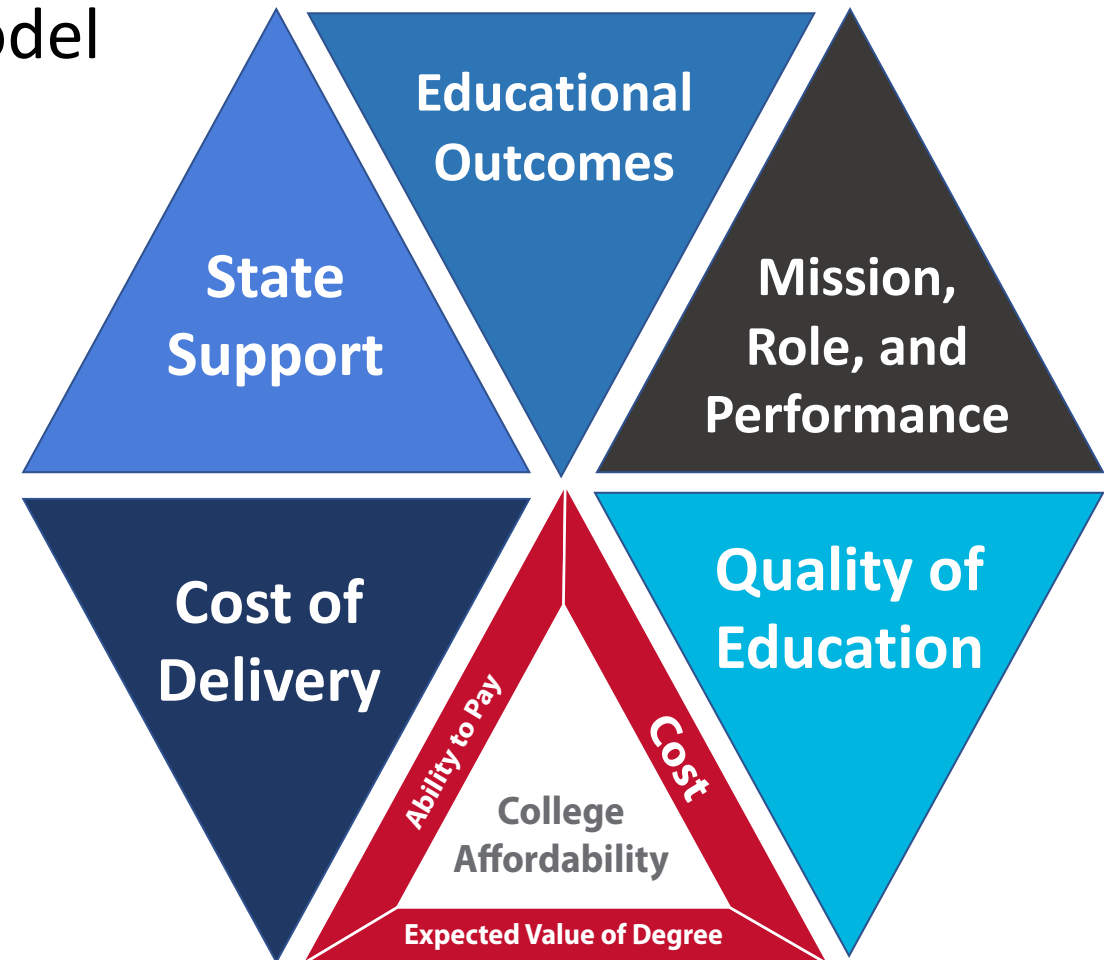 odel
Educational
Outcomes
State
Support
Mission,
Role, and
Performance
Cost of
Delivery
Quality of
Education
Ability to Pay
Cost
College
Affordability
Expected Value of Degree